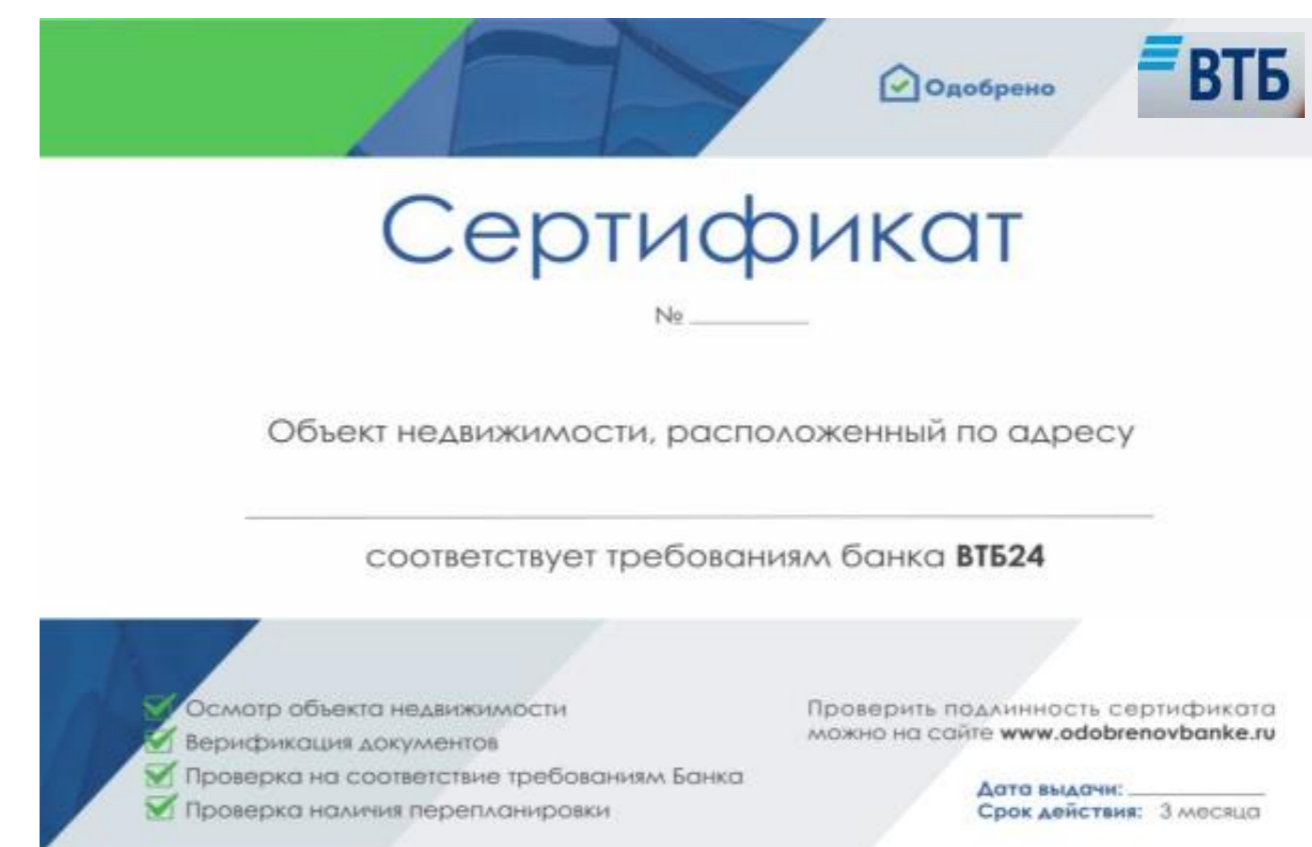 Одобрено
ВТБ
Сертификат
№ ________
Объект недвижимости, расположенный по адресу
соответствует требованиям банка ВТБ24
Осмотр объекта недвижимости
Верификация документов
Проверка на соответствие требованиям Банка
Проверка наличия перепланировки
Проверить подлинность сертификата
можно на сайте www.odobrenovbanke.ru
Дата выдачи: ________
Срок действия: 3 месяца